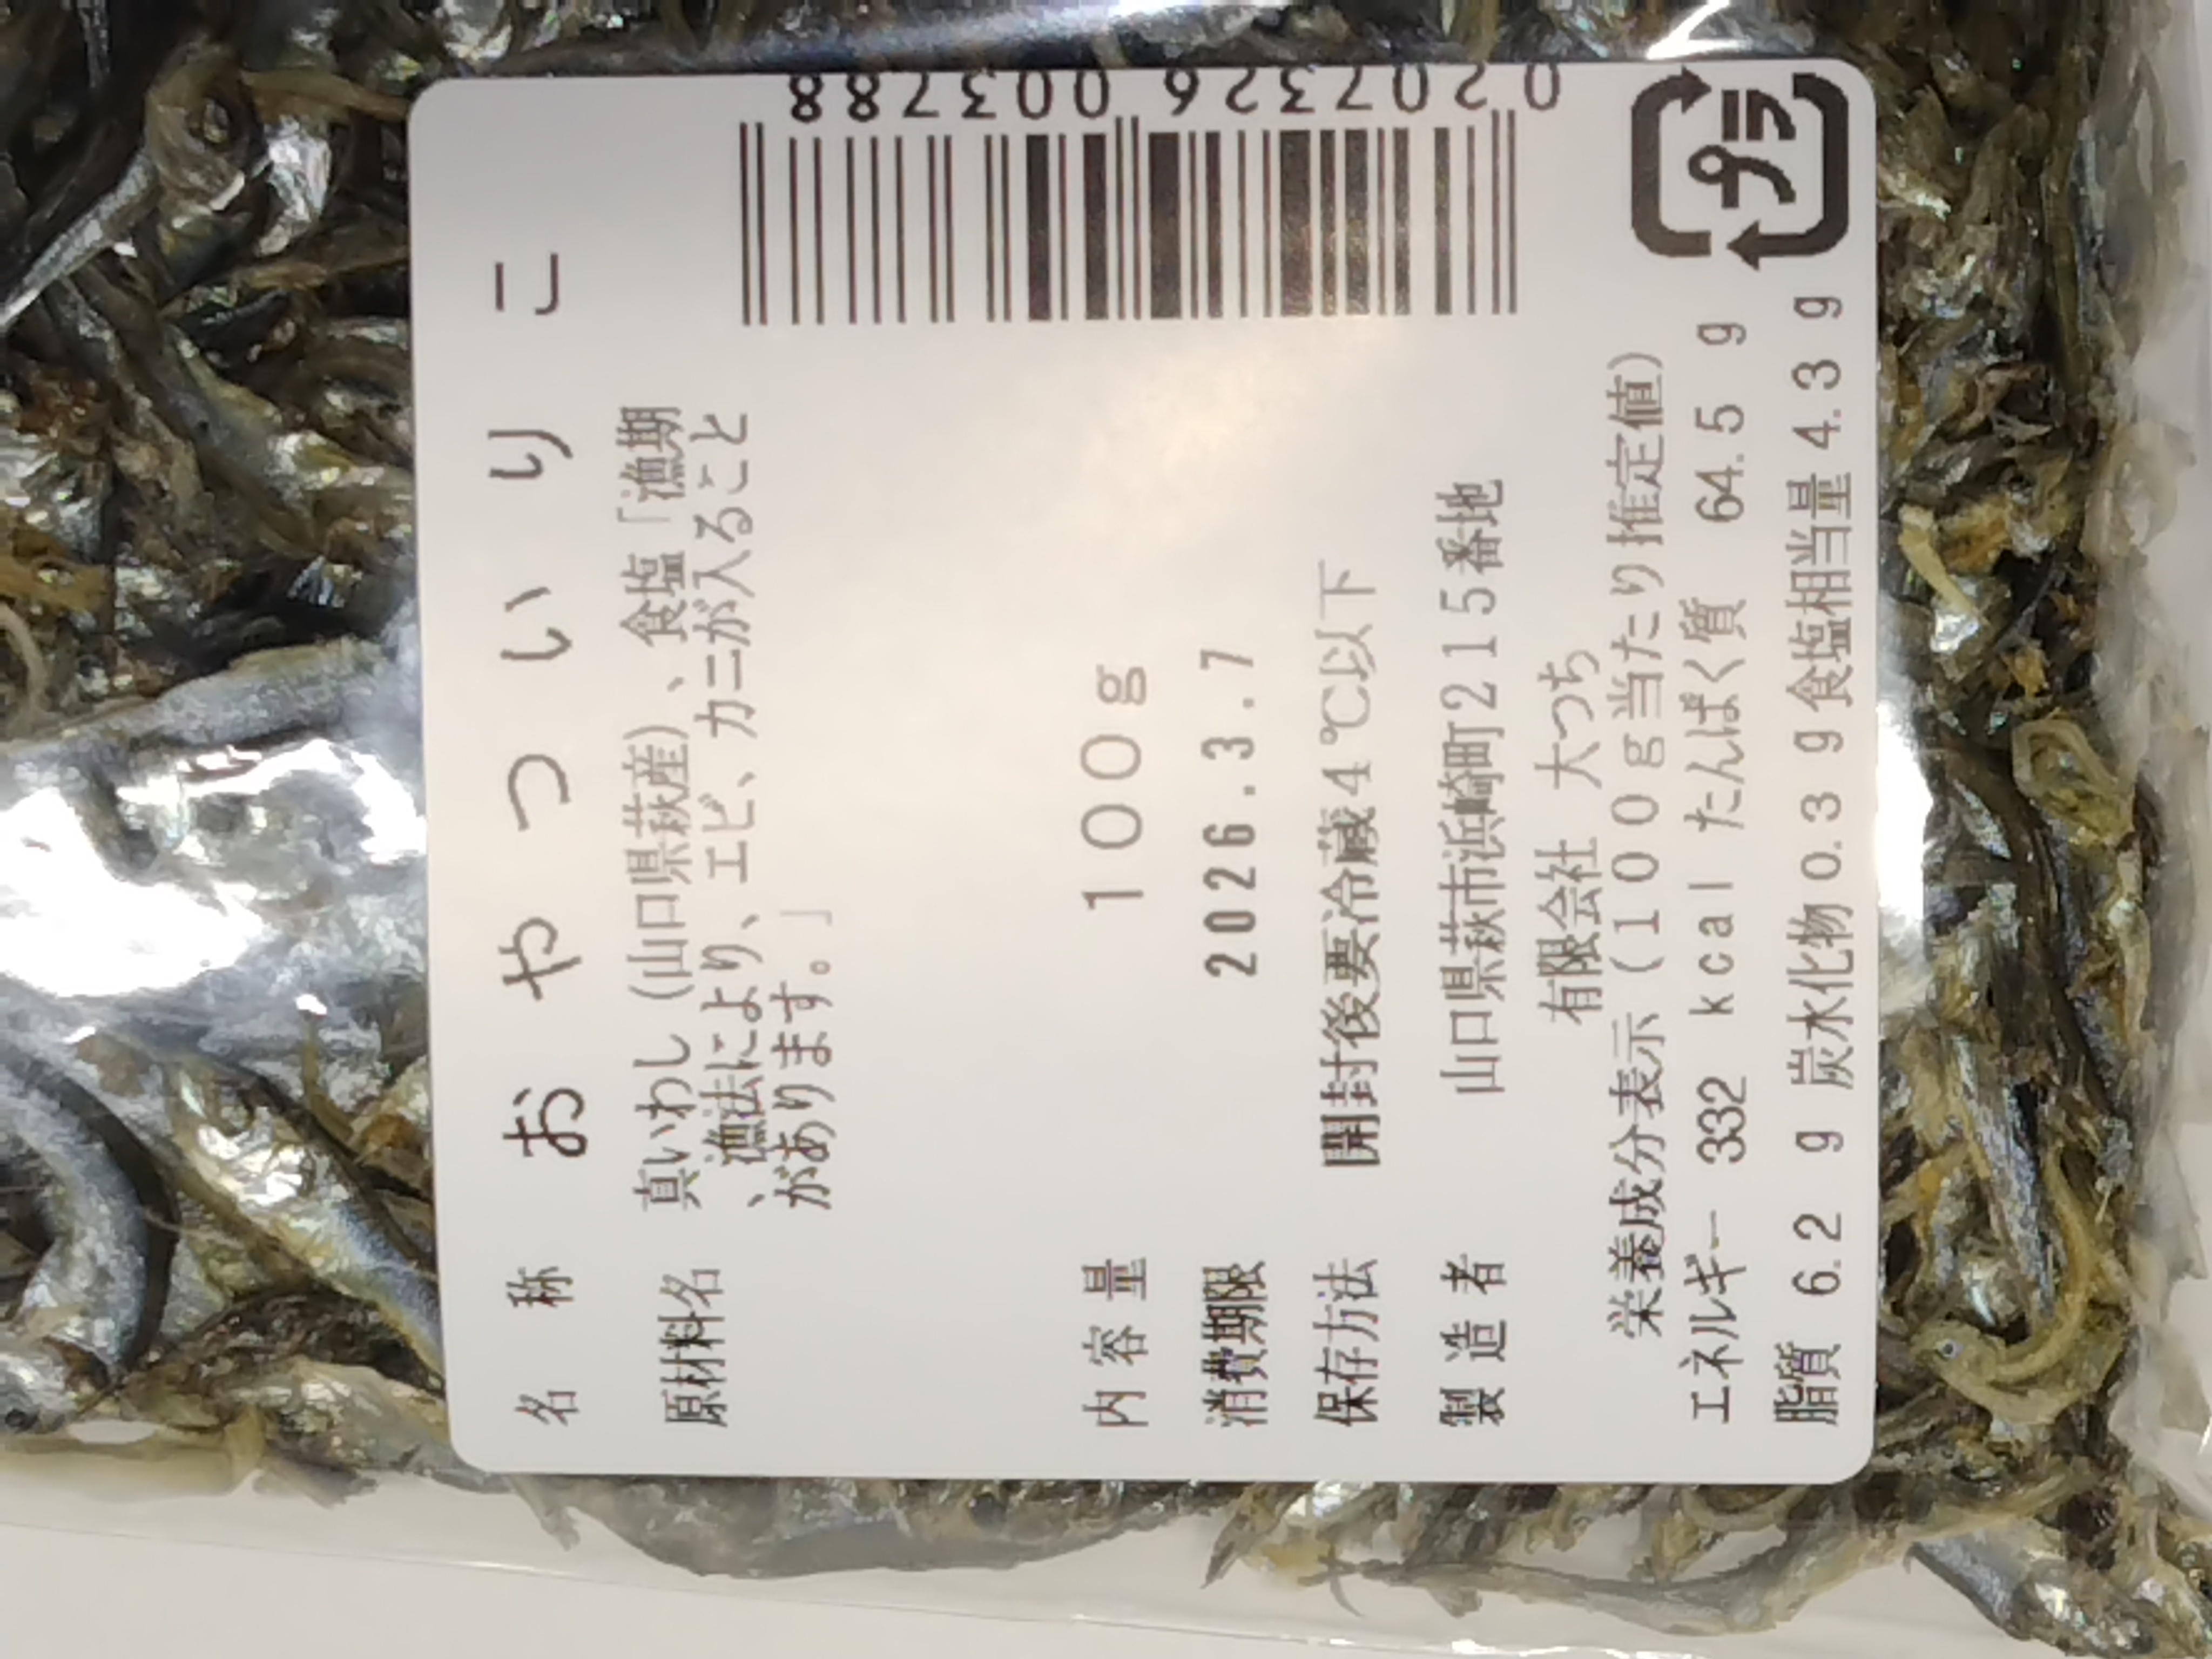 名称 おやついりこ
原材料名 真いわし(山口県萩産)、食塩「漁期
、漁法により、エビ、カニが入ること
があります。」
内容量 100g
消費期限 2026.3.7
保存方法 開封後要冷蔵4℃以下
製造者 山口県萩市浜崎町215番地
有限会社 大つち
栄養成分表示(100g当たり推定値)
エネルギー 332 kcal たんぱく質 64.5 g
脂質 6.2 g 炭水化物0.3 g食塩相当量4.3 g
0207326 003788
プラ